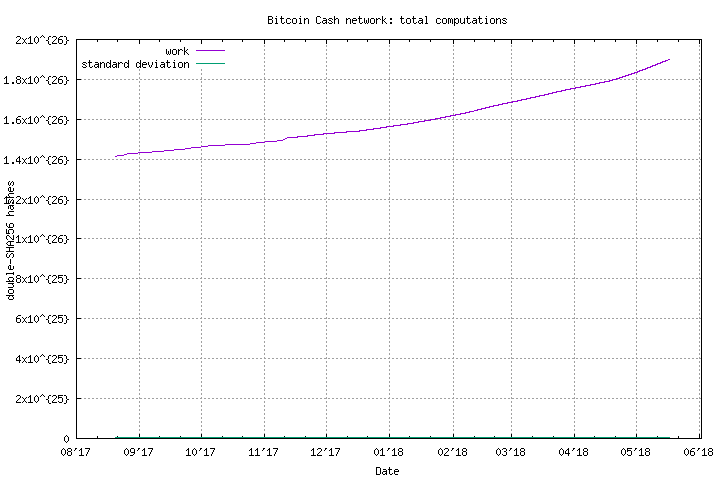 Bitcoin Cash network: total computations
work
standard deviation
double-SHA256 hashes
2x10^{26}
1.8x10^{26}
1.6x10^{26}
1.4x10^{26}
1.2x10^{26}
1x10^{26}
8x10^{25}
6x10^{25}
4x10^{25}
2x10^{25}
0
08'17 09'17 10'17 11'17 12'17 01'18 02'18 03'18 04'18 05'18 06'18
Date